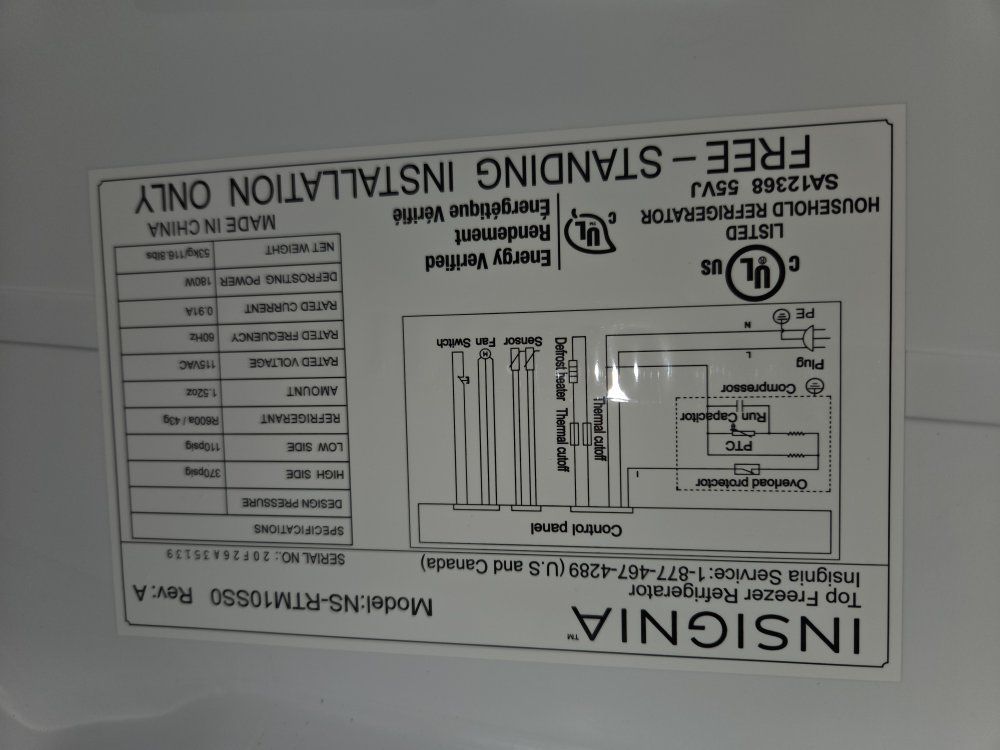 INSIGNIA™
Top Freezer Refrigerator
Insignia Service:1-877-467-4289 (U.S and Canada)
Model:NS-RTM10SS0 Rev: A
SERIAL NO: 20F26A35139
Control panel
Overload protector
PTC
Run Capacitor
Compressor
Plug
L
N
PE
I
Thermal cutoff
Thermal cutoff
Defrost heater
Sensor
Fan
M
Switch
SPECIFICATIONS
DESIGN PRESSURE
HIGH SIDE 370psig
LOW SIDE 110psig
REFRIGERANT R600a / 43g
AMOUNT 1.52oz
RATED VOLTAGE 115VAC
RATED FREQUENCY 60Hz
RATED CURRENT 0.91A
DEFROSTING POWER 180W
NET WEIGHT 53kg/116.8lbs
MADE IN CHINA
C UL® US
LISTED
HOUSEHOLD REFRIGERATOR
SA12368 55VJ
C UL
Energy Verified
Rendement
Énergétique Vérifié
FREE – STANDING INSTALLATION ONLY